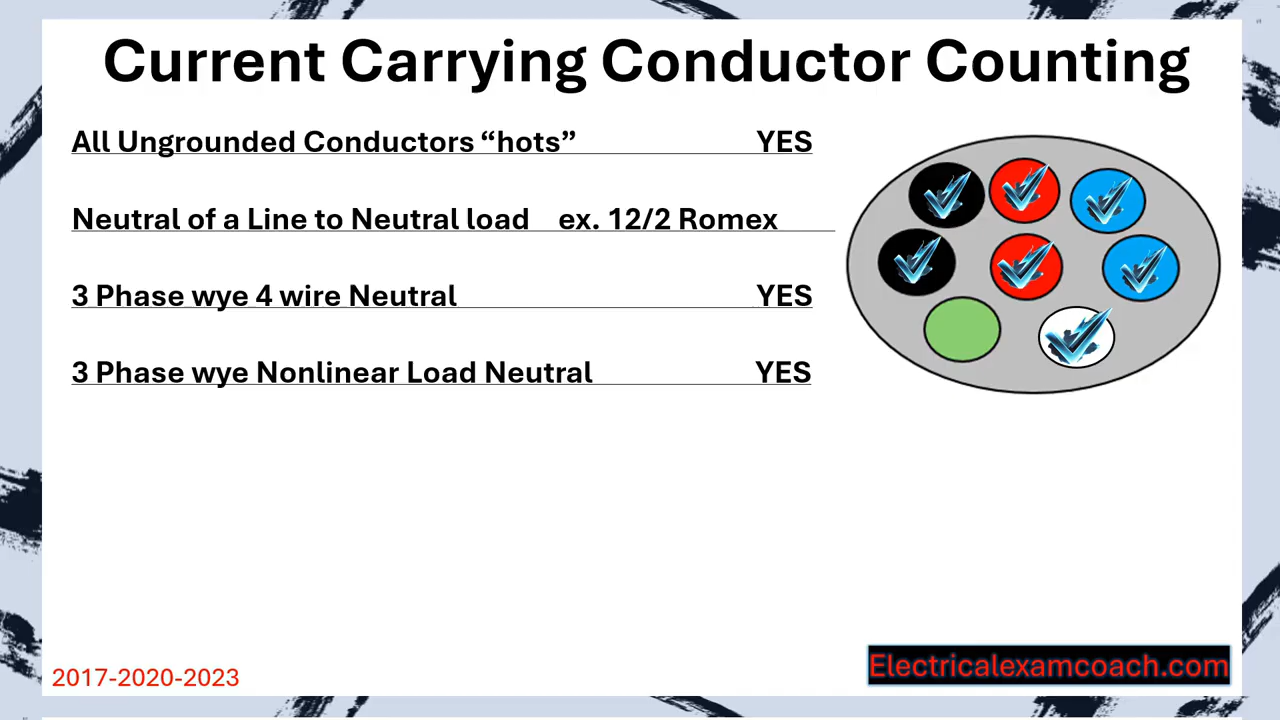 Current Carrying Conductor Counting
All Ungrounded Conductors “hots” YES
Neutral of a Line to Neutral load ex. 12/2 Romex
3 Phase wye 4 wire Neutral YES
3 Phase wye Nonlinear Load Neutral YES
2017-2020-2023
Electricalexamcoach.com